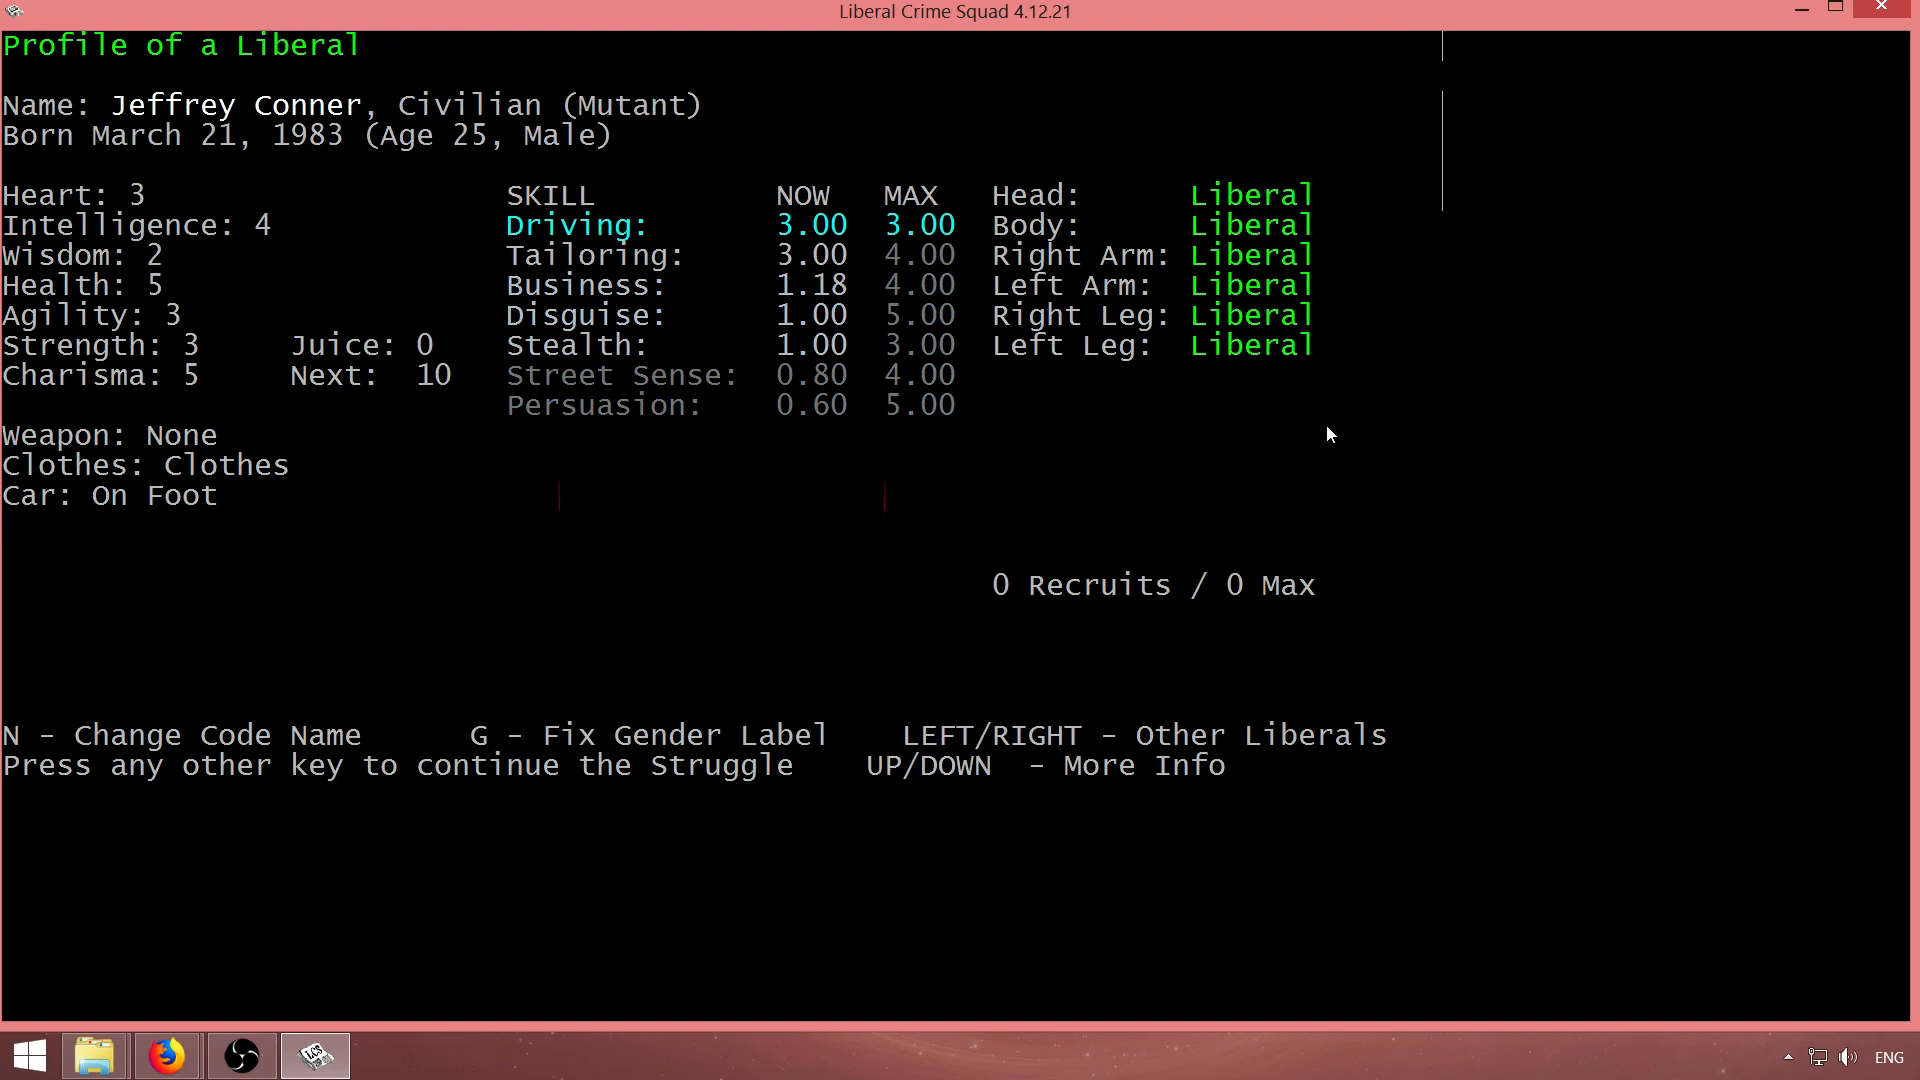 Liberal Crime Squad 4.12.21
Profile of a Liberal
Name: Jeffrey Conner, Civilian (Mutant)
Born March 21, 1983 (Age 25, Male)
Heart: 3 SKILL NOW MAX Head: Liberal
Intelligence: 4 Driving: 3.00 3.00 Body: Liberal
Wisdom: 2 Tailoring: 3.00 4.00 Right Arm: Liberal
Health: 5 Business: 1.18 4.00 Left Arm: Liberal
Agility: 3 Disguise: 1.00 5.00 Right Leg: Liberal
Strength: 3 Juice: 0 Stealth: 1.00 3.00 Left Leg: Liberal
Charisma: 5 Next: 10 Street Sense: 0.80 4.00
Persuasion: 0.60 5.00
Weapon: None
Clothes: Clothes
Car: On Foot
0 Recruits / 0 Max
N - Change Code Name G - Fix Gender Label LEFT/RIGHT - Other Liberals
Press any other key to continue the Struggle UP/DOWN - More Info
LCS
ENG